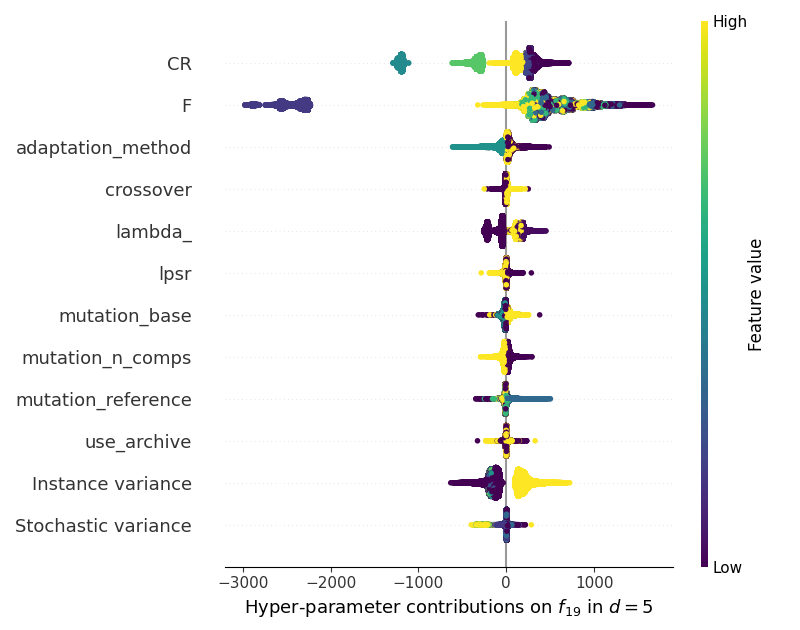 High
CR
F
adaptation_method
crossover
lambda_
lpsr
mutation_base
mutation_n_comps
mutation_reference
use_archive
Instance variance
Stochastic variance
Feature value
Low
−3000 −2000 −1000 0 1000
Hyper-parameter contributions on f₁₉ in d = 5